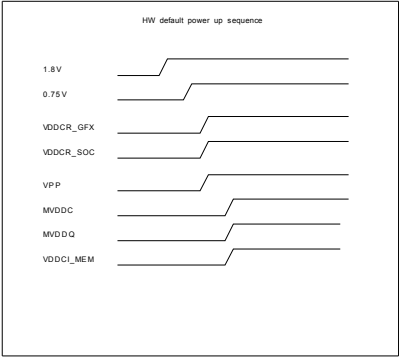 HW default power up sequence
1.8V
0.75V
VDDCR_GFX
VDDCR_SOC
VPP
MVDDC
MVDDQ
VDDCI_MEM